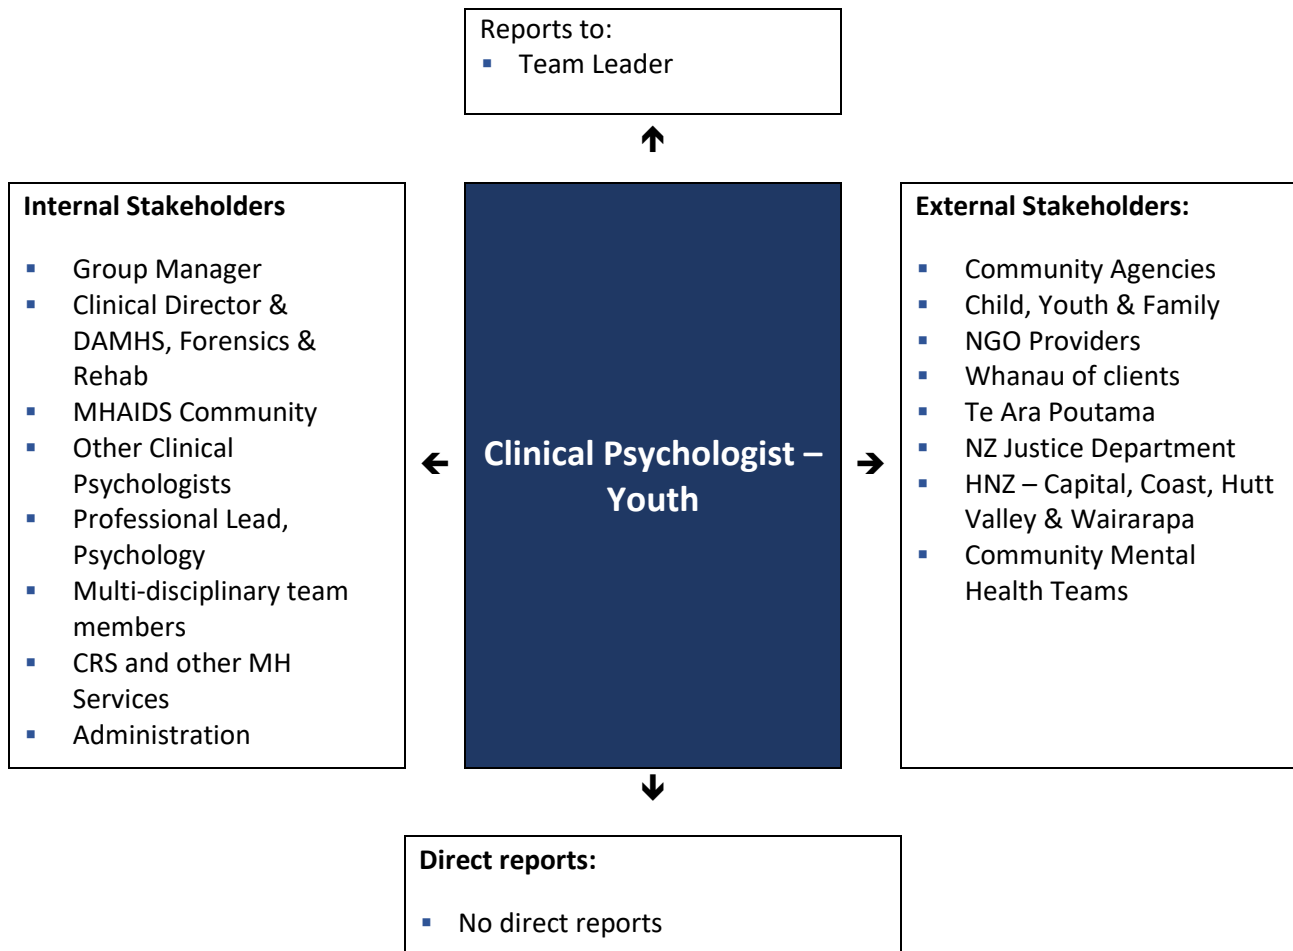 Reports to:
▪ Team Leader
Internal Stakeholders
▪ Group Manager
▪ Clinical Director &
DAMHS, Forensics &
Rehab
▪ MHAIDS Community
▪ Other Clinical
Psychologists
▪ Professional Lead,
Psychology
▪ Multi-disciplinary team
members
▪ CRS and other MH
Services
▪ Administration
Clinical Psychologist –
Youth
External Stakeholders:
▪ Community Agencies
▪ Child, Youth & Family
▪ NGO Providers
▪ Whanau of clients
▪ Te Ara Poutama
▪ NZ Justice Department
▪ HNZ – Capital, Coast, Hutt
Valley & Wairarapa
▪ Community Mental
Health Teams
Direct reports:
▪ No direct reports